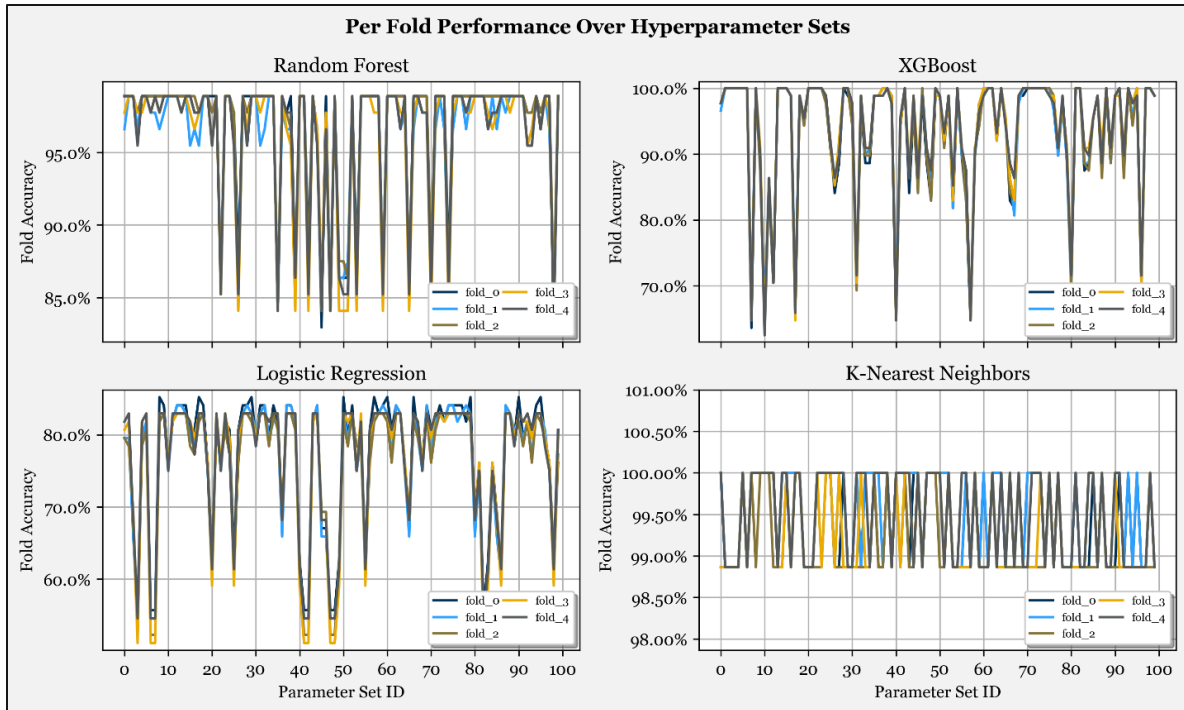 Per Fold Performance Over Hyperparameter Sets
Random Forest
Fold Accuracy
95.0%
90.0%
85.0%
fold_0
fold_1
fold_2
fold_3
fold_4
XGBoost
Fold Accuracy
100.0%
90.0%
80.0%
70.0%
fold_0
fold_1
fold_2
fold_3
fold_4
Logistic Regression
Fold Accuracy
80.0%
70.0%
60.0%
fold_0
fold_1
fold_2
fold_3
fold_4
0 10 20 30 40 50 60 70 80 90 100
Parameter Set ID
K-Nearest Neighbors
Fold Accuracy
101.00%
100.50%
100.00%
99.50%
99.00%
98.50%
98.00%
fold_0
fold_1
fold_2
fold_3
fold_4
0 10 20 30 40 50 60 70 80 90 100
Parameter Set ID